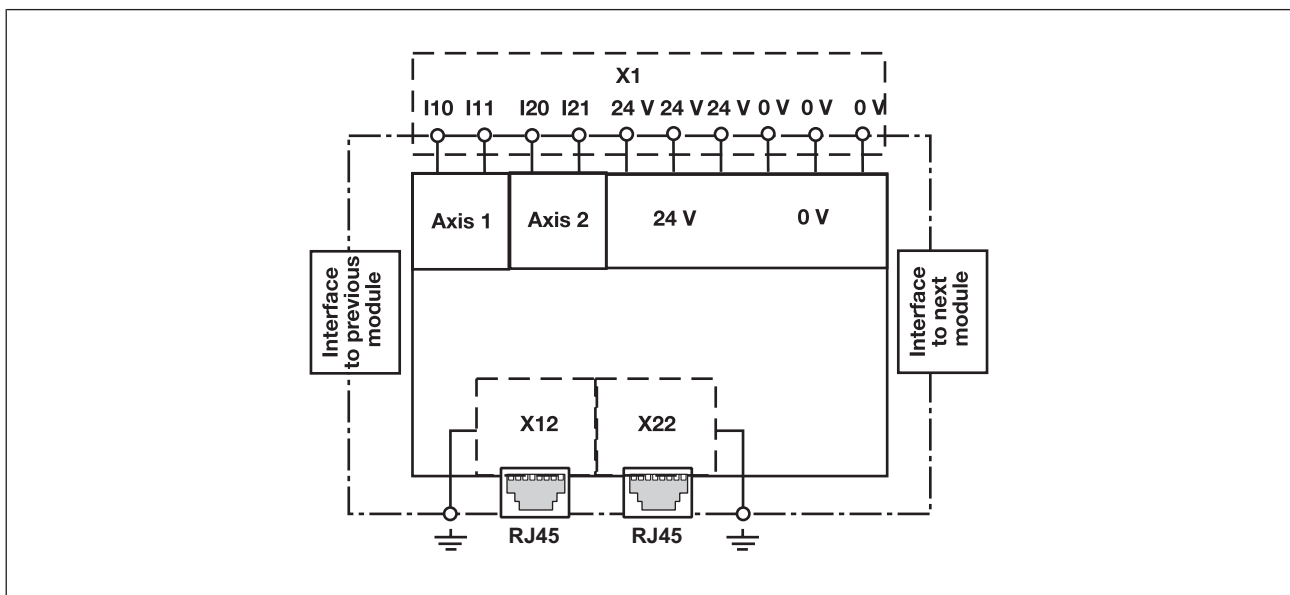 X1
I10 I11 I20 I21 24 V 24 V 24 V 0 V 0 V 0 V
Axis 1 Axis 2 24 V 0 V
Interface
to previous
module
Interface
to next
module
X12 X22
RJ45 RJ45